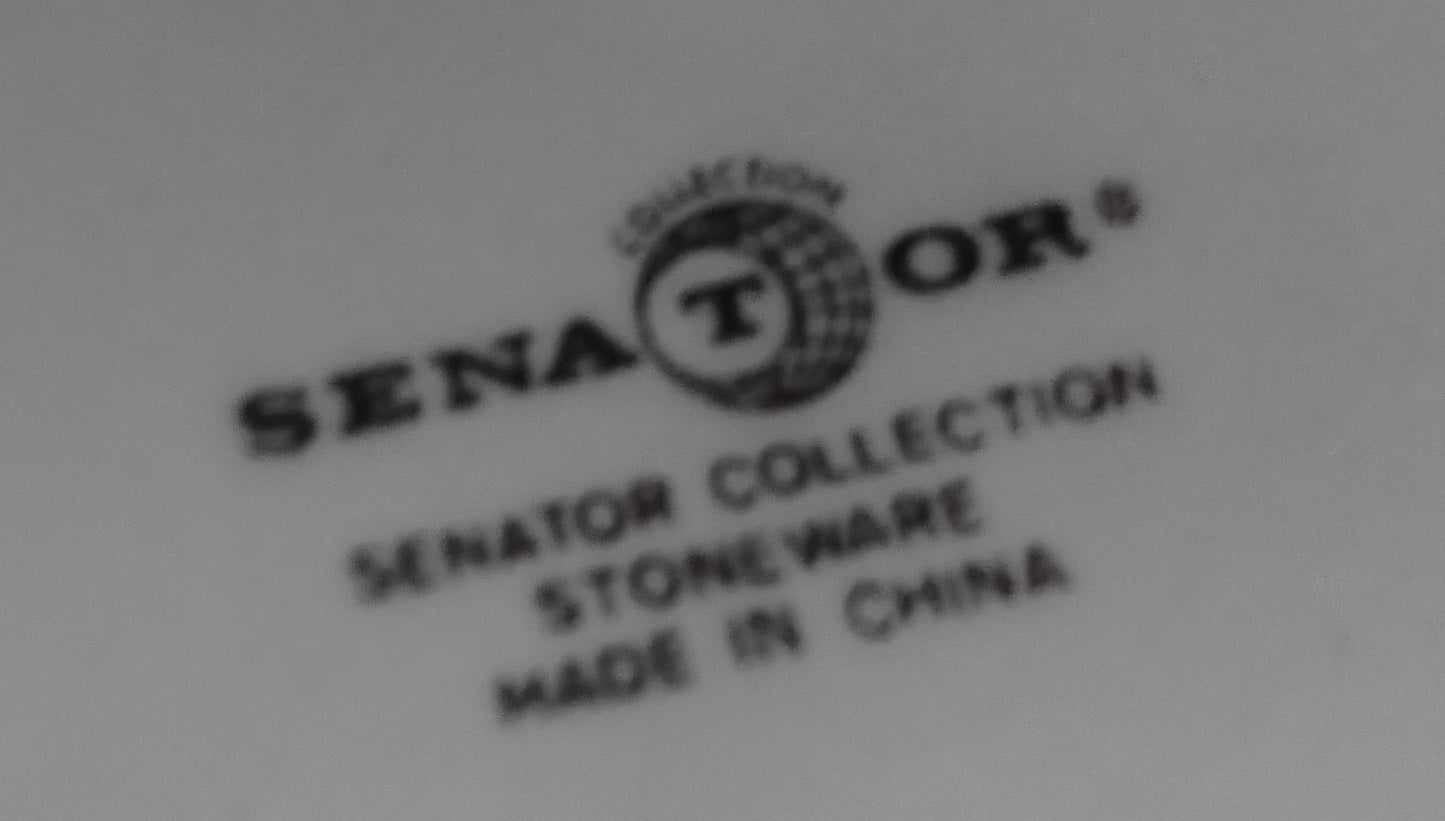 COLLECTION
SENATOR®
SENATOR COLLECTION
STONEWARE
MADE IN CHINA